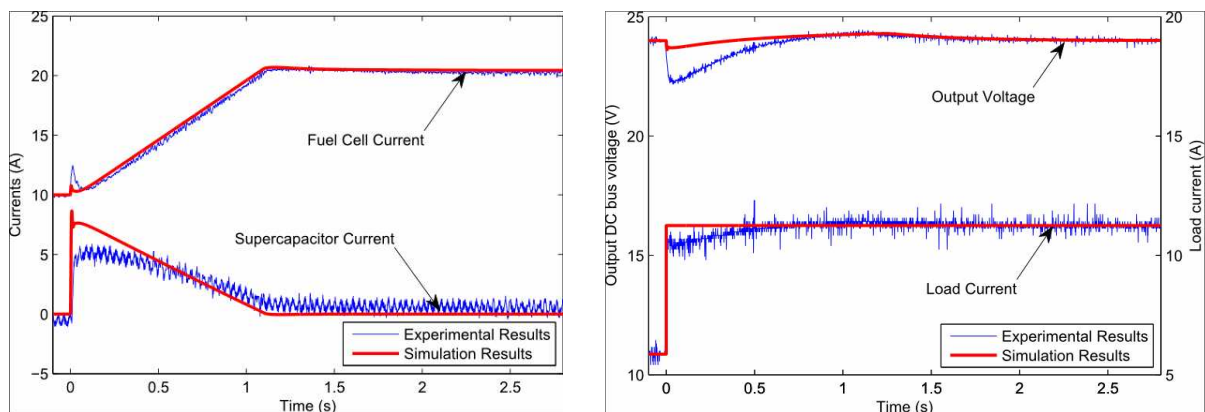 25
20
15
10
5
0
−5
0
0.5
1
1.5
2
2.5
Currents (A)
Time (s)
Fuel Cell Current
Supercapacitor Current
Experimental Results
Simulation Results
25
20
15
10
20
15
10
5
0
0.5
1
1.5
2
2.5
Output DC bus voltage (V)
Load current (A)
Time (s)
Output Voltage
Load Current
Experimental Results
Simulation Results